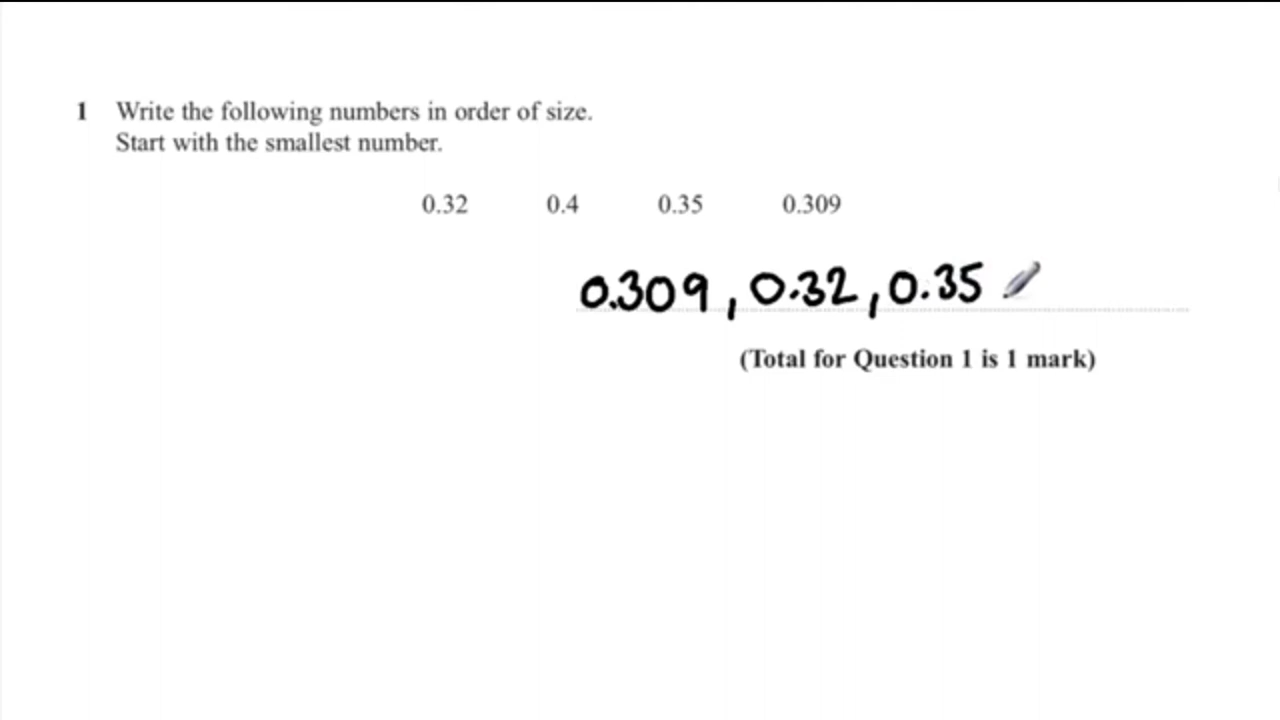 1 Write the following numbers in order of size.
Start with the smallest number.
0.32 0.4 0.35 0.309
0.309, 0.32, 0.35
(Total for Question 1 is 1 mark)